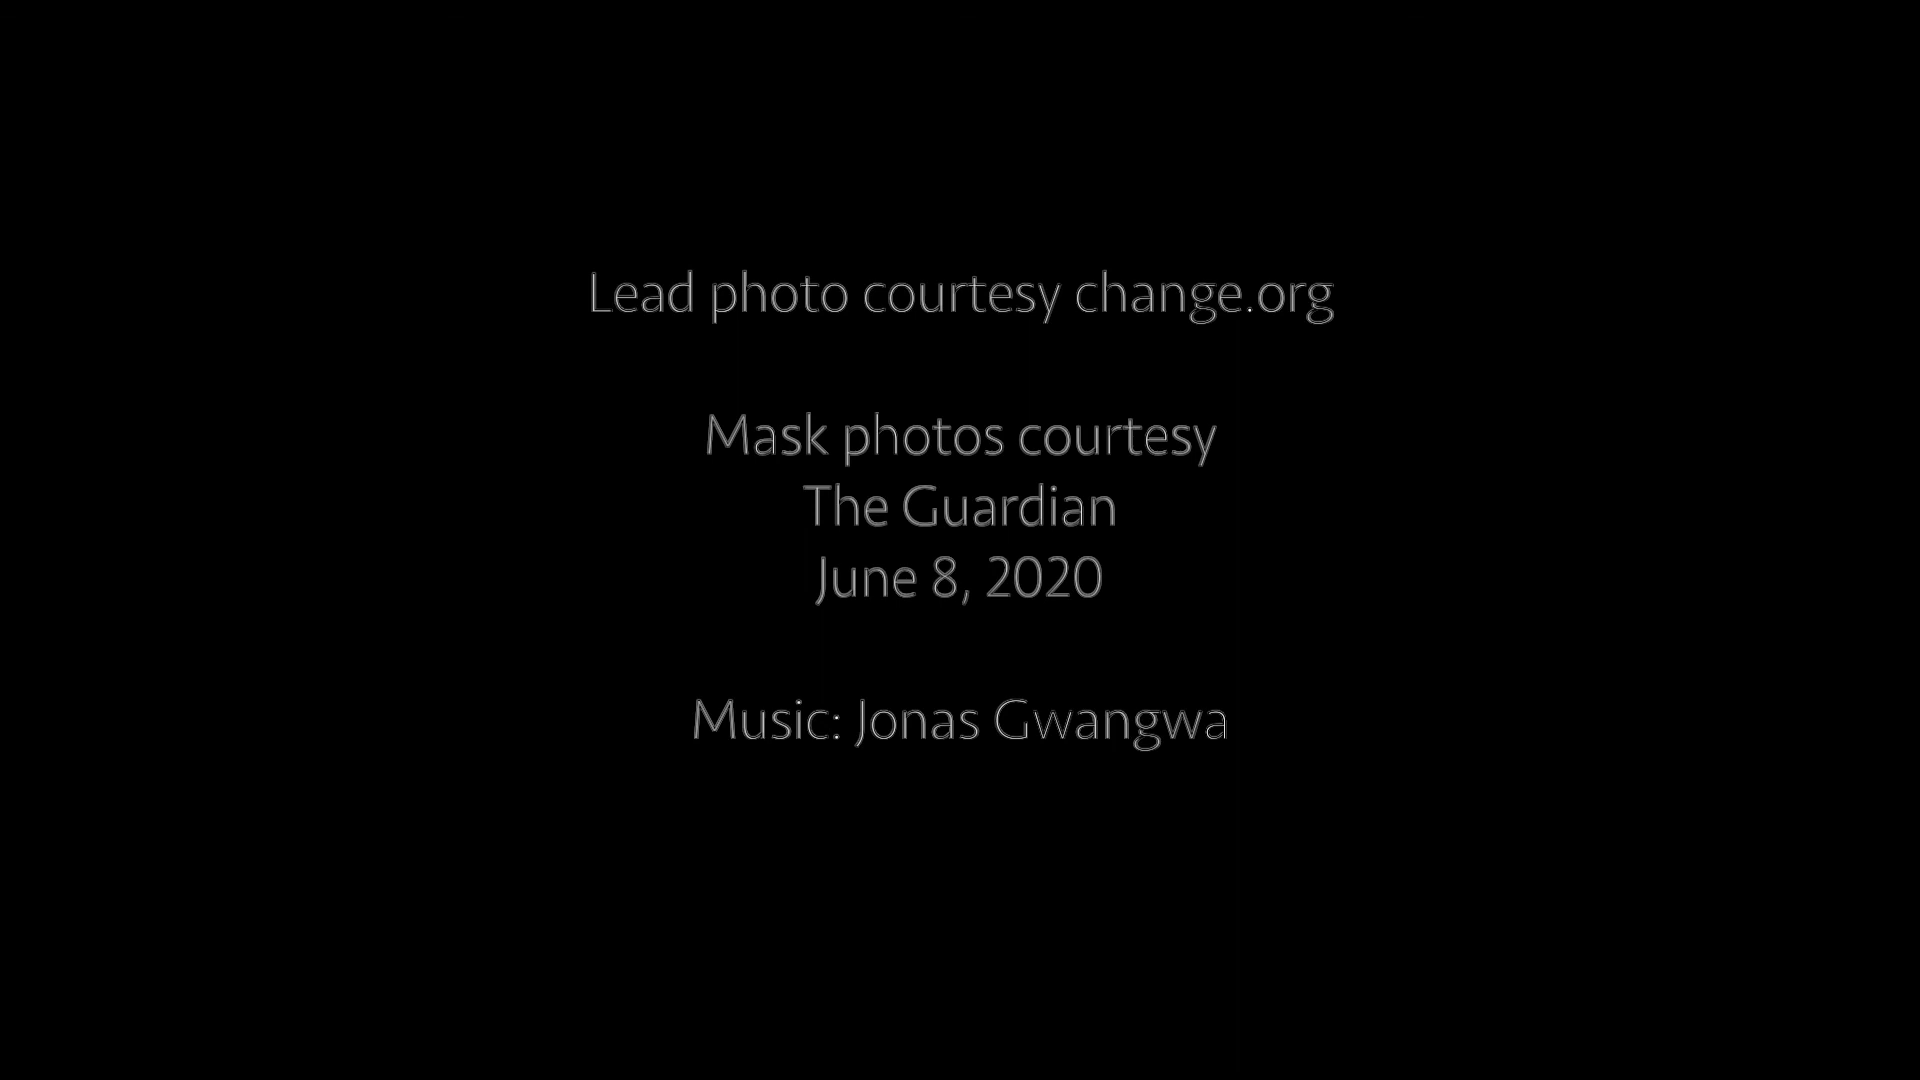 Lead photo courtesy change.org
Mask photos courtesy
The Guardian
June 8, 2020
Music: Jonas Gwangwa